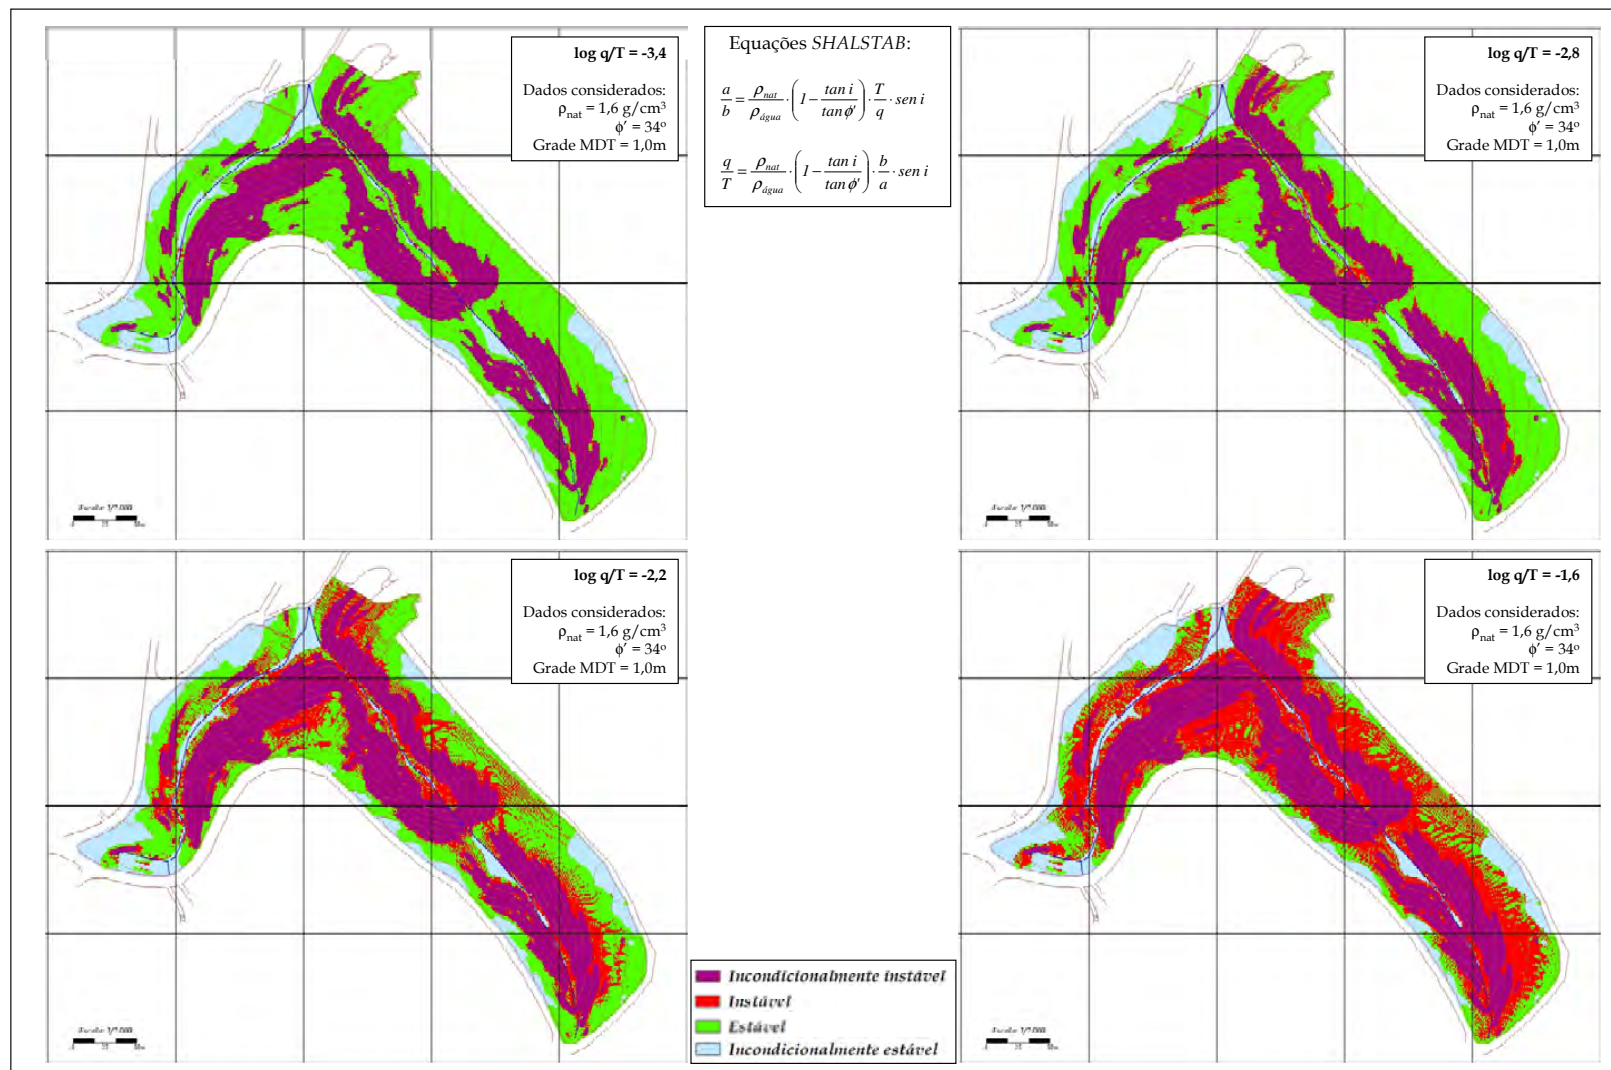 log q/T = -3,4
Dados considerados:
ρnat = 1,6 g/cm³
ϕ' = 34º
Grade MDT = 1,0m
Equações SHALSTAB:
a/b = ρnat/ρágua · (1 − tan i/tan ϕ') · T/q · sen i
q/T = ρnat/ρágua · (1 − tan i/tan ϕ') · b/a · sen i
log q/T = -2,8
Dados considerados:
ρnat = 1,6 g/cm³
ϕ' = 34º
Grade MDT = 1,0m
log q/T = -2,2
Dados considerados:
ρnat = 1,6 g/cm³
ϕ' = 34º
Grade MDT = 1,0m
log q/T = -1,6
Dados considerados:
ρnat = 1,6 g/cm³
ϕ' = 34º
Grade MDT = 1,0m
Incondicionalmente instável
Instável
Estável
Incondicionalmente estável